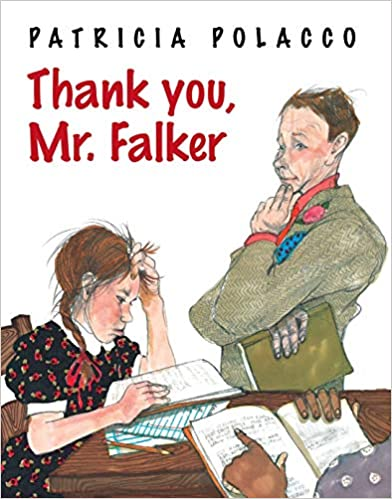 PATRICIA POLACCO
Thank you,
Mr. Falker